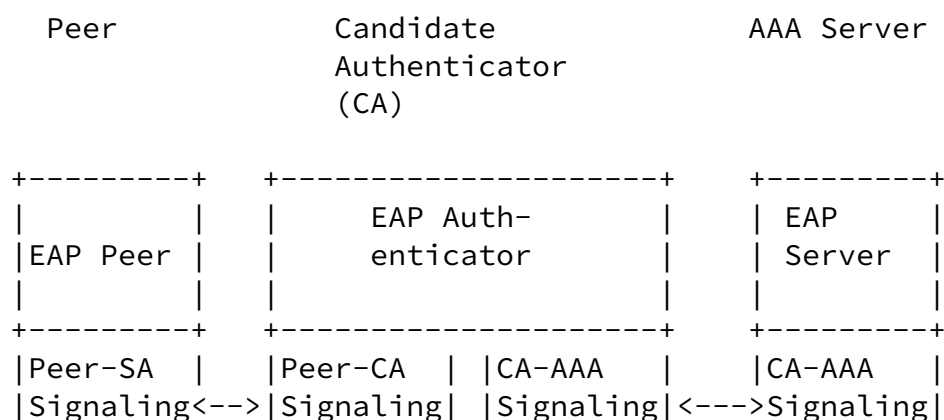 Peer Candidate AAA Server
Authenticator
(CA)
+---------+ +---------------------+ +---------+
| | | EAP Auth- | | EAP |
|EAP Peer | | enticator | | Server |
| | | | | |
+---------+ +---------------------+ +---------+
|Peer-SA | |Peer-CA | |CA-AAA | |CA-AAA |
|Signaling<-->|Signaling| |Signaling|<--->Signaling|